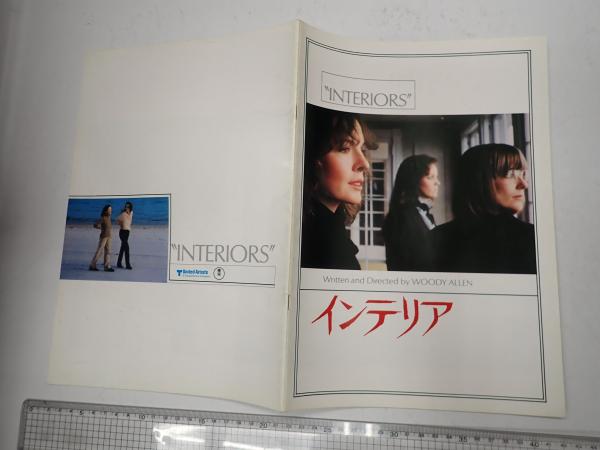 "INTERIORS"
United Artists
"INTERIORS"
Written and Directed by WOODY ALLEN
インテリア